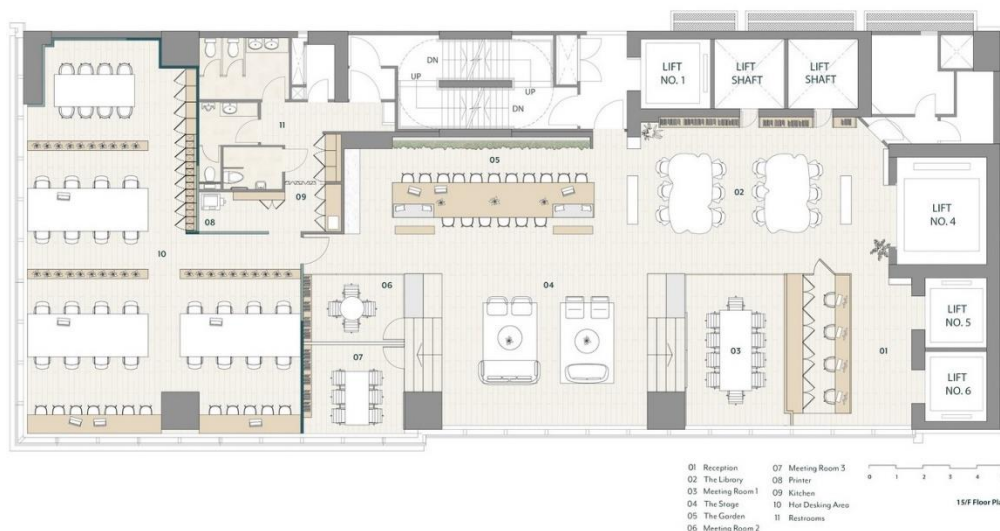 LIFT
NO. 1
LIFT
SHAFT
LIFT
SHAFT
DN
UP
UP
DN
11
05
02
09
08
LIFT
NO. 4
10
06
04
LIFT
NO. 5
07
03
01
LIFT
NO. 6
01 Reception
02 The Library
03 Meeting Room 1
04 The Stage
05 The Garden
06 Meeting Room 2
07 Meeting Room 3
08 Printer
09 Kitchen
10 Hot Desking Area
11 Restrooms
0 1 2 3 4 5
15/F Floor Pla